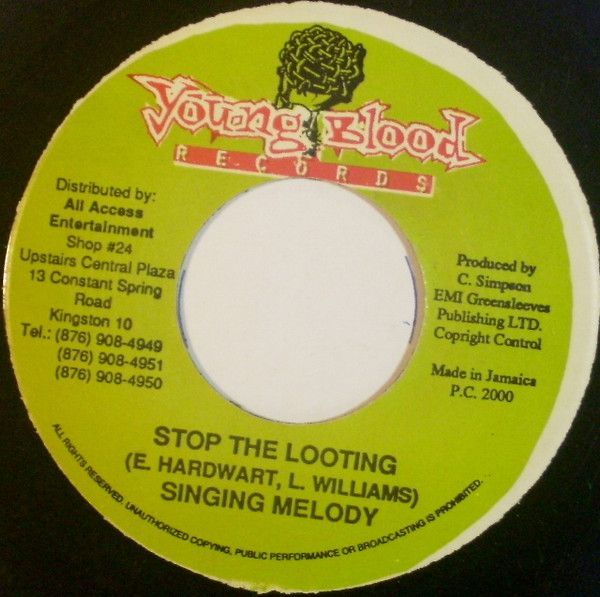 Young Blood
RECORDS
Distributed by:
All Access
Entertainment
Shop #24
Upstairs Central Plaza
13 Constant Spring
Road
Kingston 10
Tel.: (876) 908-4949
(876) 908-4951
(876) 908-4950
Produced by
C. Simpson
EMI Greensleeves
Publishing LTD.
Copright Control
Made in Jamaica
P.C. 2000
STOP THE LOOTING
(E. HARDWART, L. WILLIAMS)
SINGING MELODY
ALL RIGHTS RESERVED. UNAUTHORIZED COPYING, PUBLIC PERFORMANCE OR BROADCASTING IS PROHIBITED.